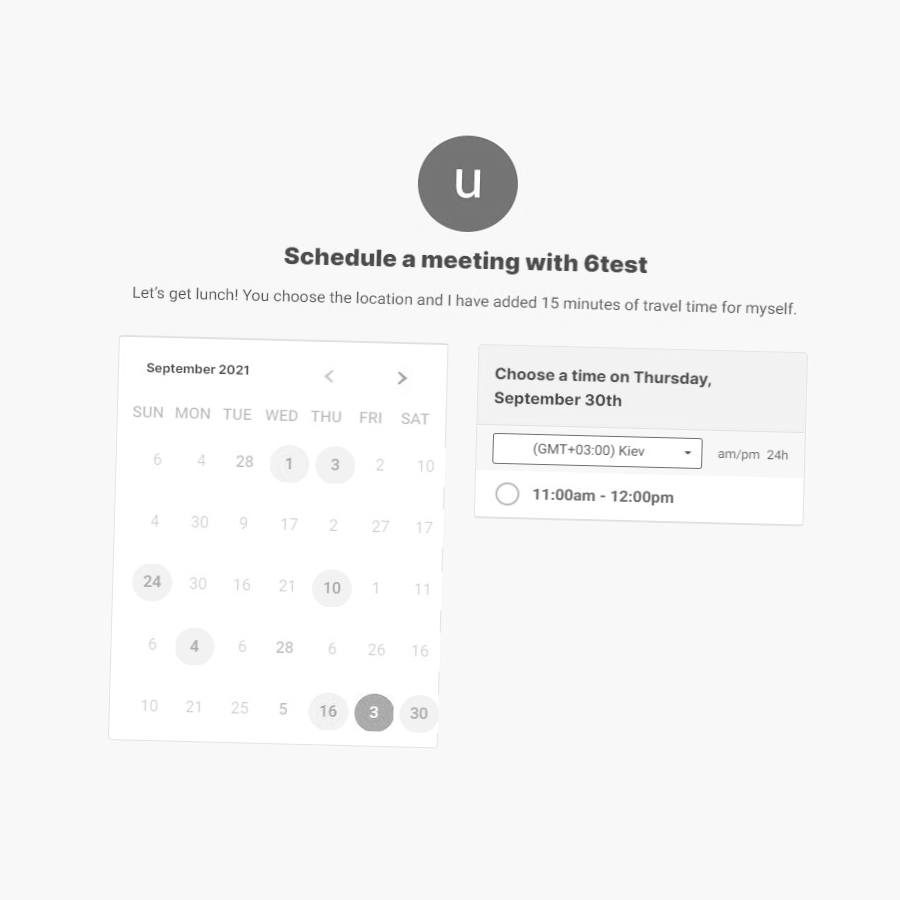 u
Schedule a meeting with 6test
Let's get lunch! You choose the location and I have added 15 minutes of travel time for myself.
September 2021 < >
SUN MON TUE WED THU FRI SAT
6 4 28 1 3 2 10
4 30 9 17 2 27 17
24 30 16 21 10 1 11
6 4 6 28 6 26 16
10 21 25 5 16 3 30
Choose a time on Thursday,
September 30th
(GMT+03:00) Kiev am/pm 24h
11:00am - 12:00pm